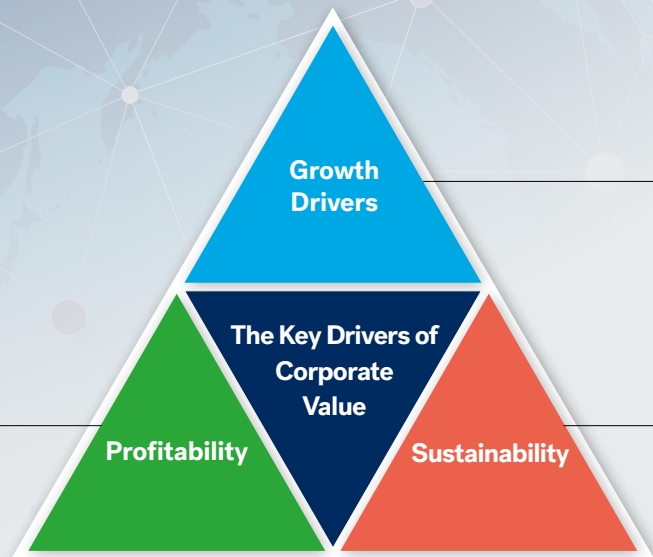 Growth
Drivers
The Key Drivers of
Corporate
Value
Profitability
Sustainability